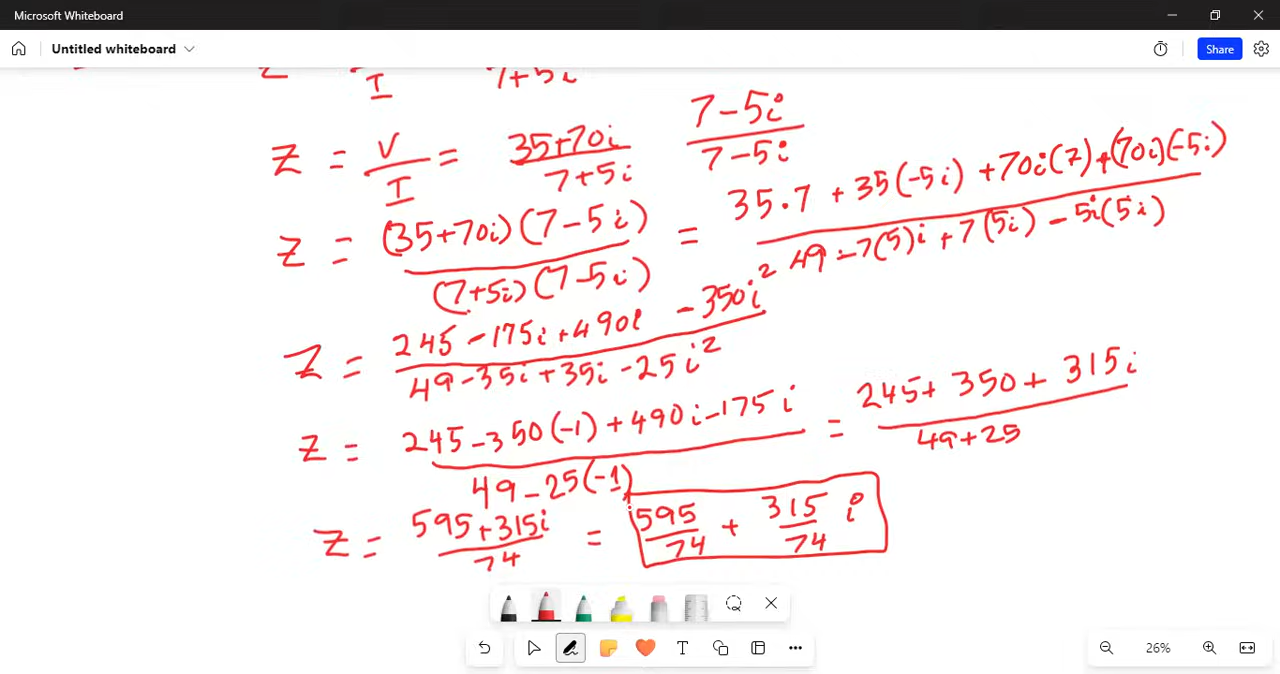 Microsoft Whiteboard
Untitled whiteboard
Share
Z V/I 7+5i
Z = V/I = (35+70i)/(7+5i) (7-5i)/(7-5i)
Z = ((35+70i)(7-5i))/((7+5i)(7-5i)) = (35.7 + 35(-5i) + 70i(7) + (70i)(-5i))/(49 - 7(5)i + 7(5i) - 5i(5i))
Z = (245 - 175i + 490i - 350i²)/(49 - 35i + 35i - 25i²)
Z = (245 - 350(-1) + 490i - 175i)/(49 - 25(-1)) = (245 + 350 + 315i)/(49+25)
Z = (595 + 315i)/74 = 595/74 + 315/74 i
T
26%